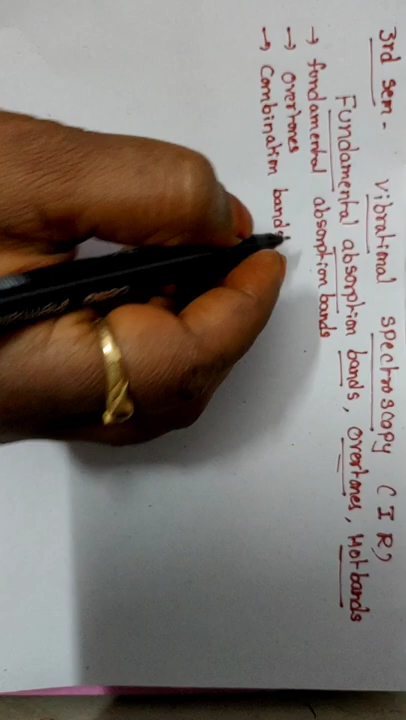 3rd sem - Vibrational spectroscopy (IR)
Fundamental absorption bands, overtones, Hot bands
→ fundamental absorption bands
→ overtones
→ Combination bands